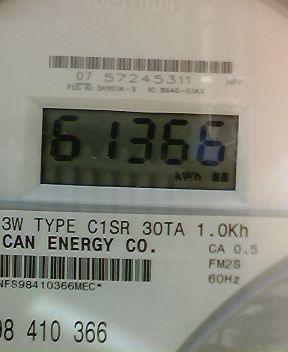 07 57245311
61366
kWh
3W TYPE C1SR 30TA 1.0Kh
CAN ENERGY CO.
CA 0.5
FM2S
60Hz
NFS98410366MEC*
98 410 366